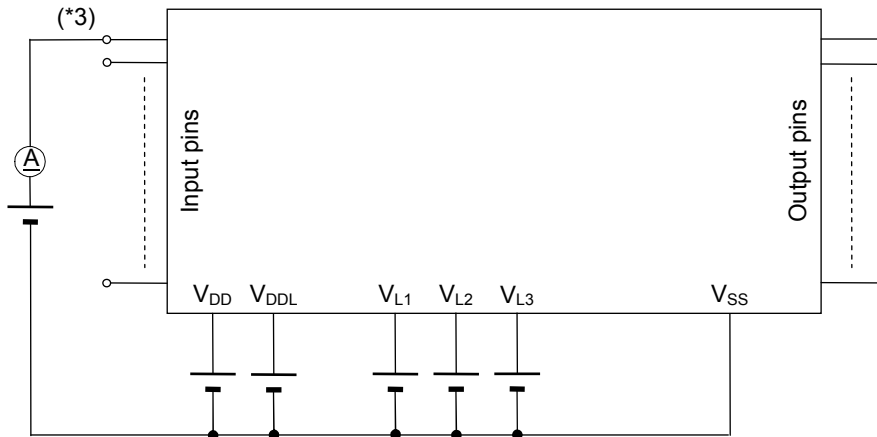 (*3)
A
Input pins
Output pins
VDD VDDL VL1 VL2 VL3 VSS